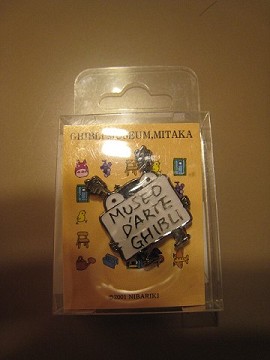 GHIBLI MUSEUM,MITAKA
MUSEO
D'ARTE
GHIBLI
©2001 NIBARIKI